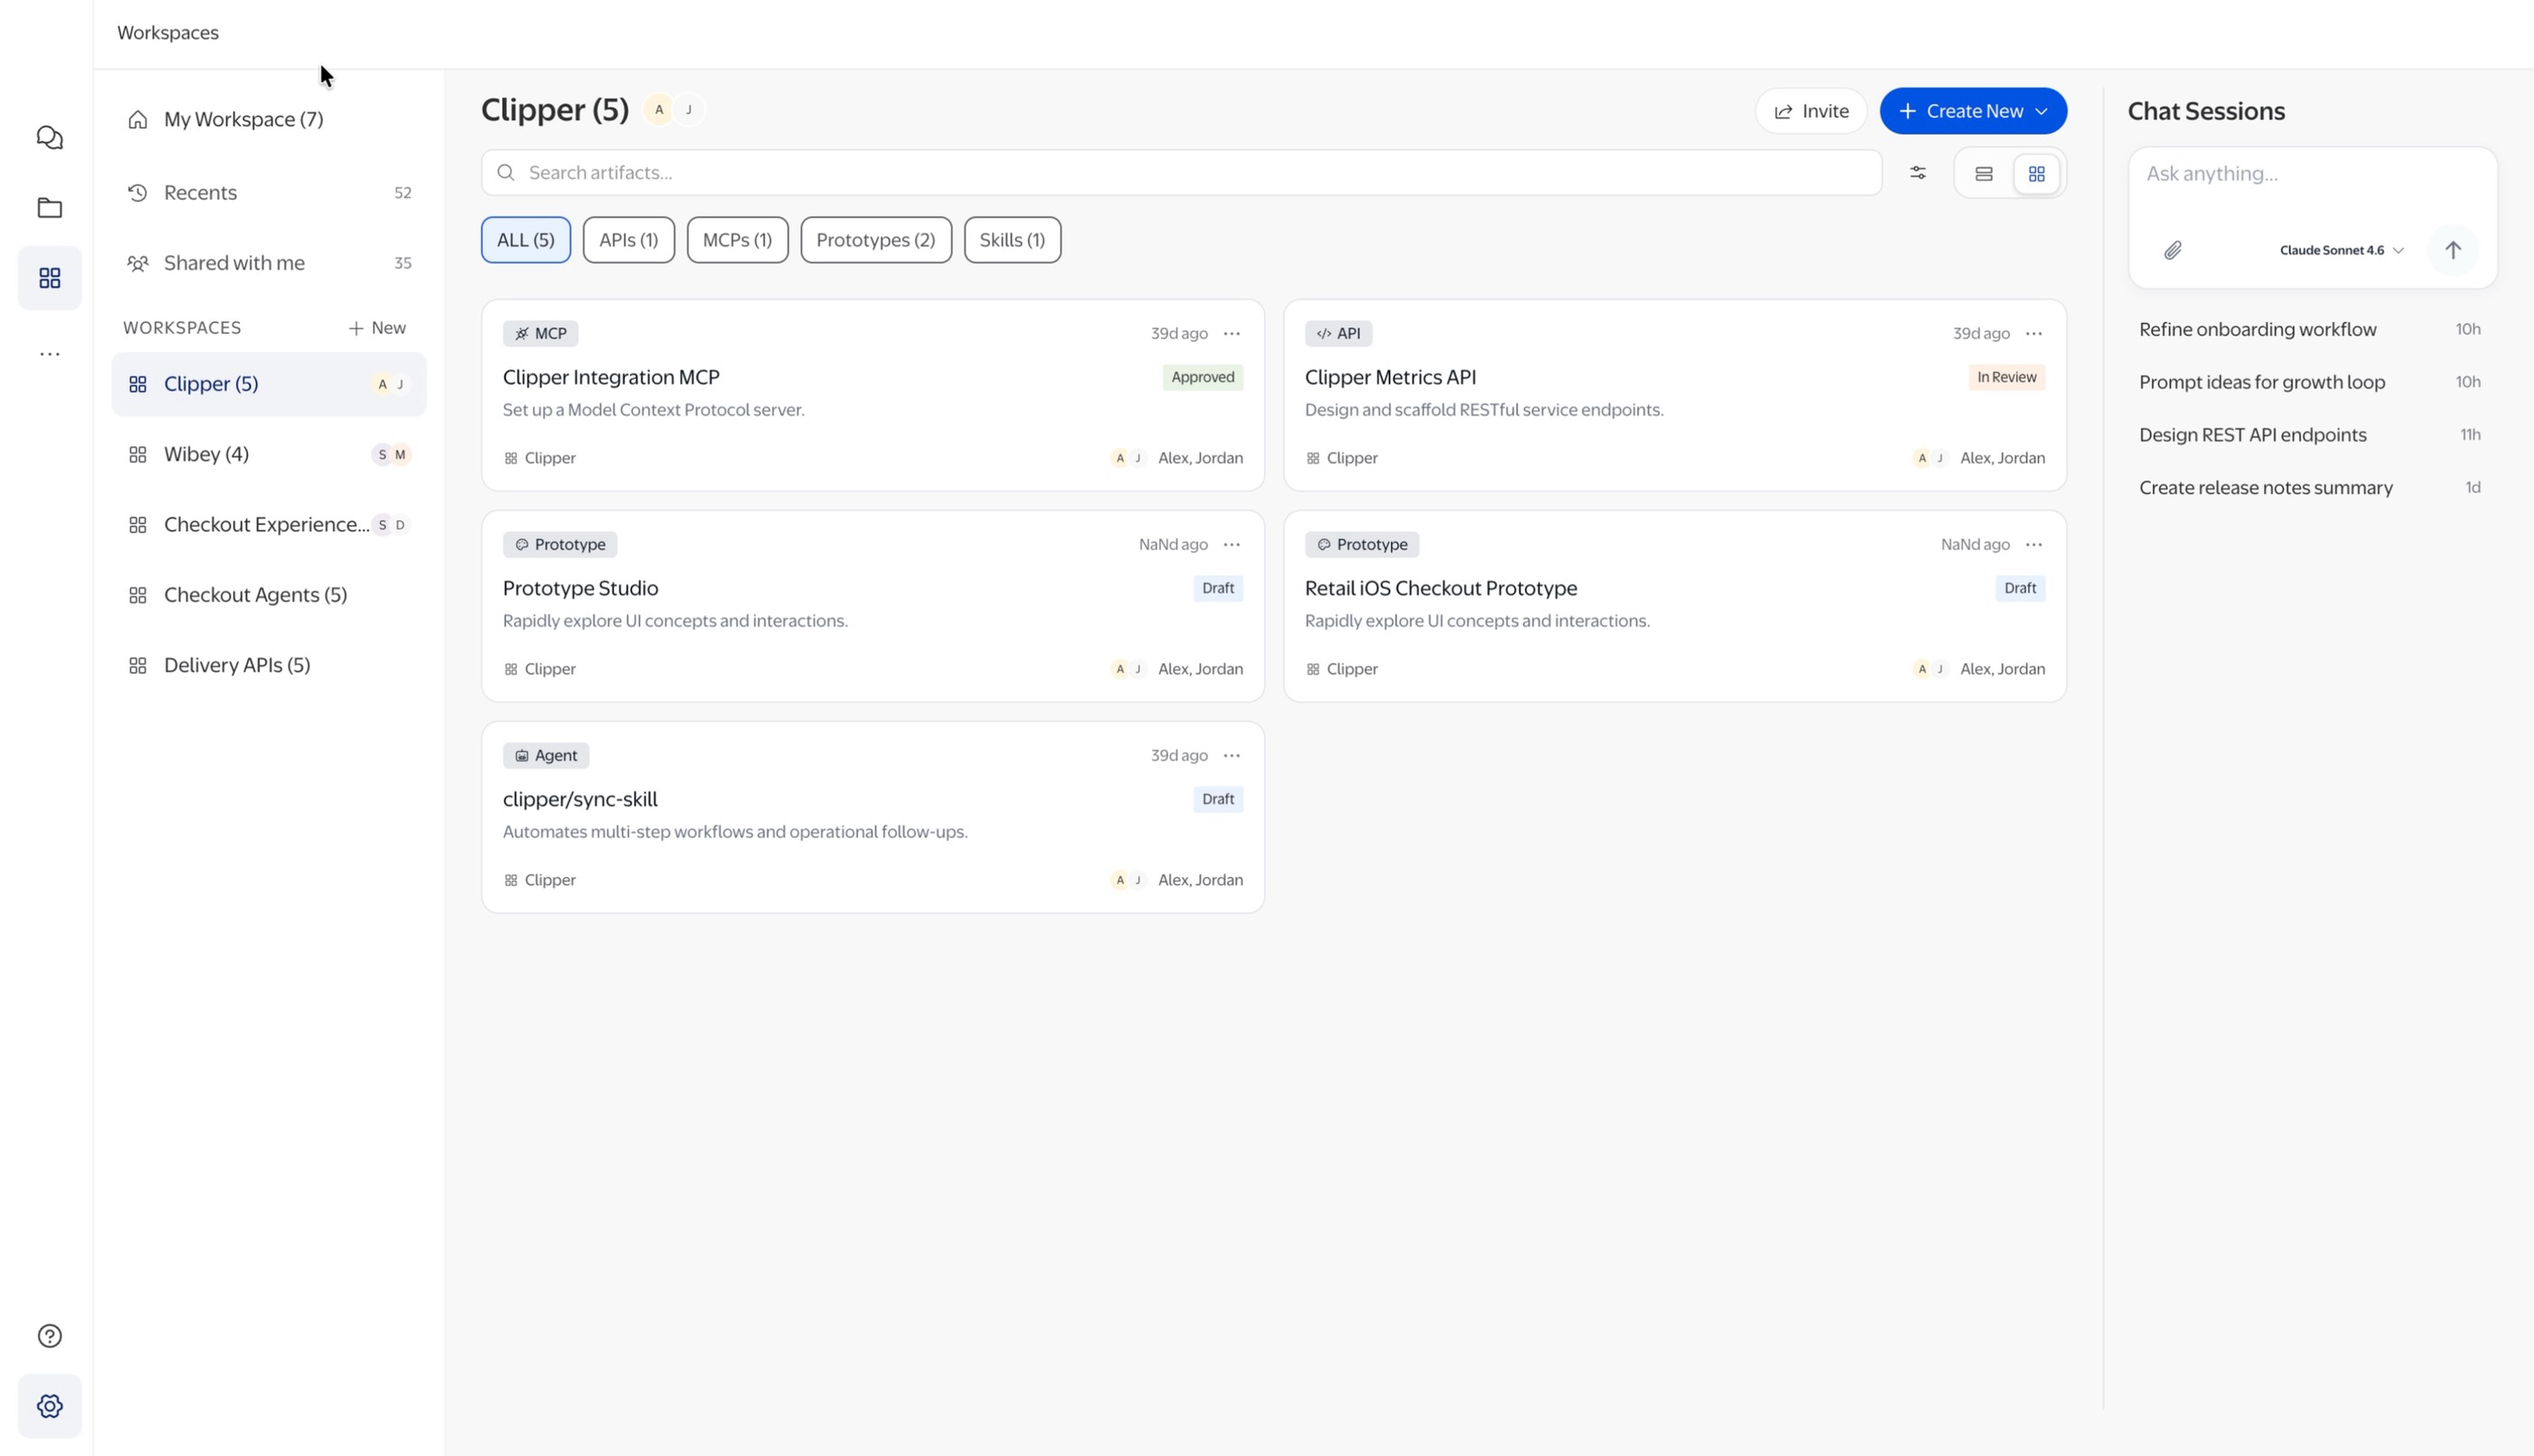 Workspaces
My Workspace (7)
Recents 52
Shared with me 35
WORKSPACES + New
Clipper (5) A J
Wibey (4) S M
Checkout Experience... S D
Checkout Agents (5)
Delivery APIs (5)
Clipper (5) A J
Invite
+ Create New
Search artifacts...
ALL (5) APIs (1) MCPs (1) Prototypes (2) Skills (1)
MCP 39d ago ...
Clipper Integration MCP Approved
Set up a Model Context Protocol server.
Clipper A J Alex, Jordan
</> API 39d ago ...
Clipper Metrics API In Review
Design and scaffold RESTful service endpoints.
Clipper A J Alex, Jordan
Prototype NaNd ago ...
Prototype Studio Draft
Rapidly explore UI concepts and interactions.
Clipper A J Alex, Jordan
Prototype NaNd ago ...
Retail iOS Checkout Prototype Draft
Rapidly explore UI concepts and interactions.
Clipper A J Alex, Jordan
Agent 39d ago ...
clipper/sync-skill Draft
Automates multi-step workflows and operational follow-ups.
Clipper A J Alex, Jordan
Chat Sessions
Ask anything...
Claude Sonnet 4.6
Refine onboarding workflow 10h
Prompt ideas for growth loop 10h
Design REST API endpoints 11h
Create release notes summary 1d